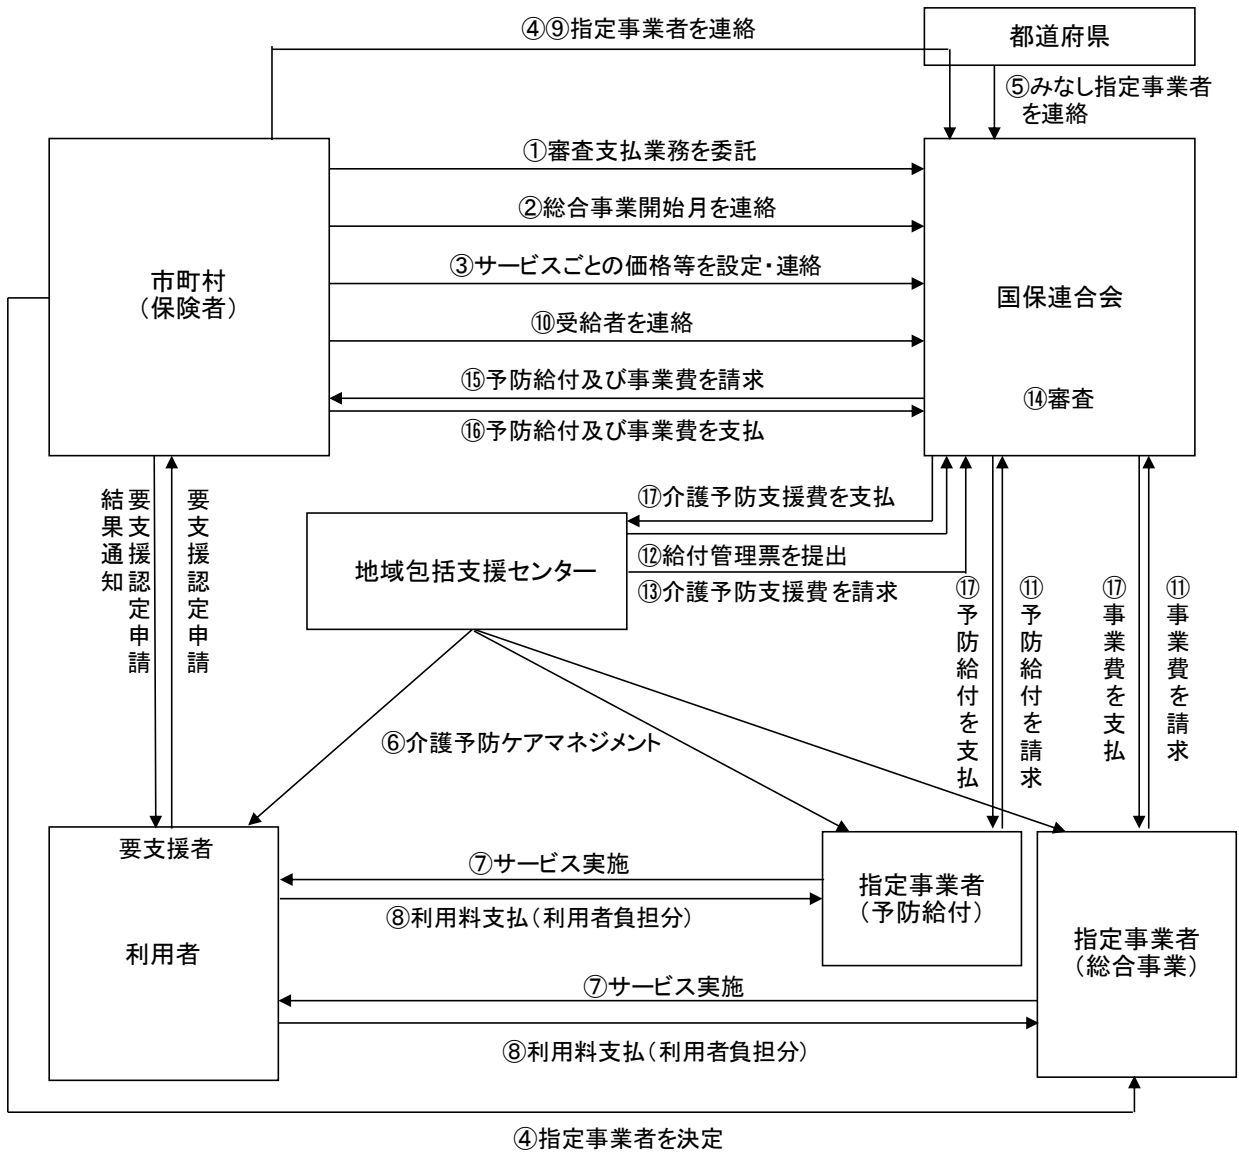 ④⑨指定事業者を連絡
都道府県
⑤みなし指定事業者
を連絡
①審査支払業務を委託
②総合事業開始月を連絡
③サービスごとの価格等を設定・連絡
市町村
（保険者）
国保連合会
⑩受給者を連絡
⑮予防給付及び事業費を請求
⑭審査
⑯予防給付及び事業費を支払
要支援認定申請
結果通知
要支援認定申請
⑰介護予防支援費を支払
地域包括支援センター
⑫給付管理票を提出
⑬介護予防支援費を請求
⑰予防給付を支払
⑪予防給付を請求
⑰事業費を支払
⑪事業費を請求
⑥介護予防ケアマネジメント
要支援者
利用者
⑦サービス実施
⑧利用料支払（利用者負担分）
指定事業者
（予防給付）
指定事業者
（総合事業）
⑦サービス実施
⑧利用料支払（利用者負担分）
④指定事業者を決定